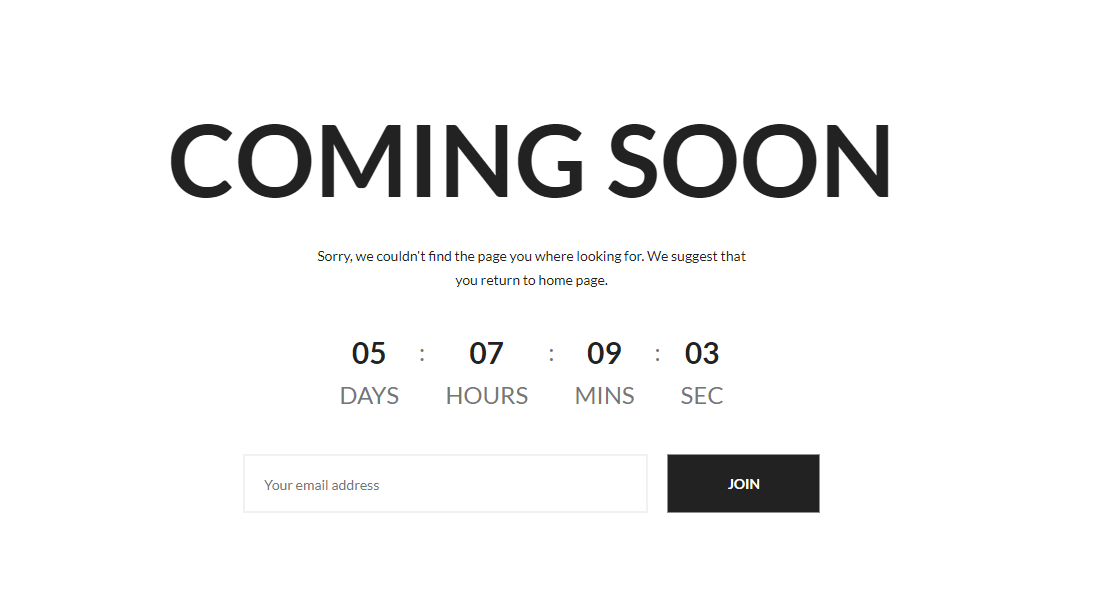 COMING SOON
Sorry, we couldn't find the page you where looking for. We suggest that
you return to home page.
05 : 07 : 09 : 03
DAYS HOURS MINS SEC
Your email address
JOIN